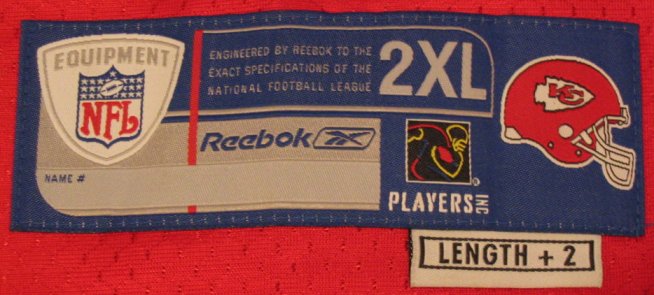 EQUIPMENT
NFL
ENGINEERED BY REEBOK TO THE
EXACT SPECIFICATIONS OF THE
NATIONAL FOOTBALL LEAGUE
2XL
Reebok
NAME #
PLAYERS INC
KC
LENGTH + 2